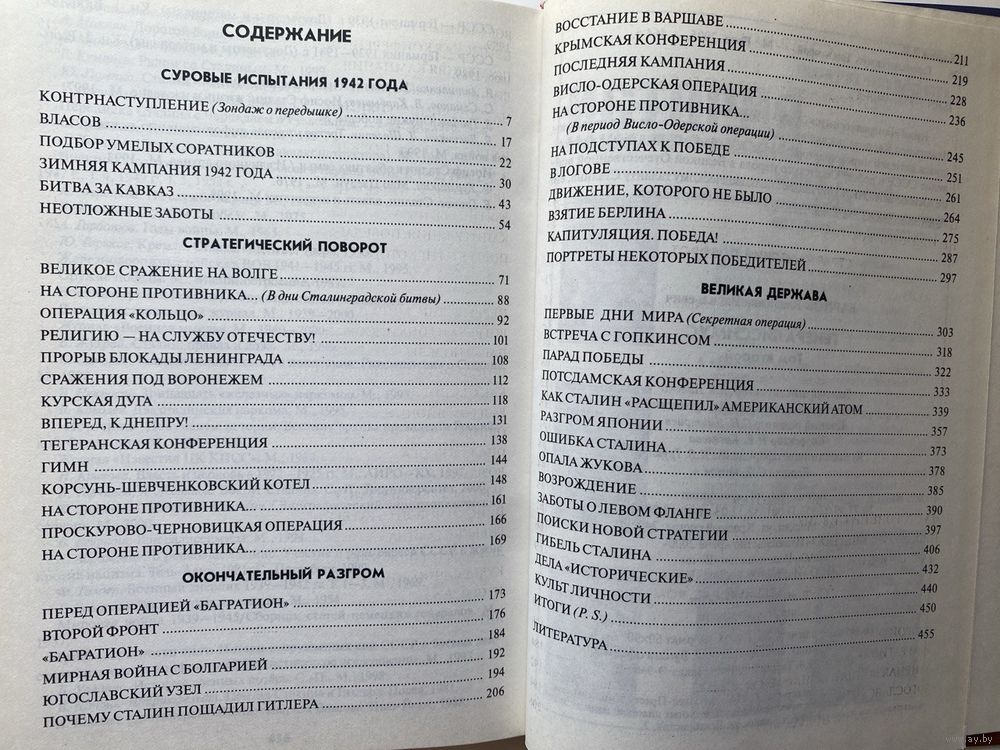 СОДЕРЖАНИЕ
СУРОВЫЕ ИСПЫТАНИЯ 1942 ГОДА
КОНТРНАСТУПЛЕНИЕ (Зондаж о передышке) 7
ВЛАСОВ 17
ПОДБОР УМЕЛЫХ СОРАТНИКОВ 22
ЗИМНЯЯ КАМПАНИЯ 1942 ГОДА 30
БИТВА ЗА КАВКАЗ 43
НЕОТЛОЖНЫЕ ЗАБОТЫ 54
СТРАТЕГИЧЕСКИЙ ПОВОРОТ
ВЕЛИКОЕ СРАЖЕНИЕ НА ВОЛГЕ 71
НА СТОРОНЕ ПРОТИВНИКА... (В дни Сталинградской битвы) 88
ОПЕРАЦИЯ «КОЛЬЦО» 92
РЕЛИГИЮ — НА СЛУЖБУ ОТЕЧЕСТВУ! 101
ПРОРЫВ БЛОКАДЫ ЛЕНИНГРАДА 108
СРАЖЕНИЯ ПОД ВОРОНЕЖЕМ 112
КУРСКАЯ ДУГА 118
ВПЕРЕД, К ДНЕПРУ! 131
ТЕГЕРАНСКАЯ КОНФЕРЕНЦИЯ 138
ГИМН 144
КОРСУНЬ-ШЕВЧЕНКОВСКИЙ КОТЕЛ 148
НА СТОРОНЕ ПРОТИВНИКА... 161
ПРОСКУРОВО-ЧЕРНОВИЦКАЯ ОПЕРАЦИЯ 166
НА СТОРОНЕ ПРОТИВНИКА... 169
ОКОНЧАТЕЛЬНЫЙ РАЗГРОМ
ПЕРЕД ОПЕРАЦИЕЙ «БАГРАТИОН» 173
ВТОРОЙ ФРОНТ 176
«БАГРАТИОН» 184
МИРНАЯ ВОЙНА С БОЛГАРИЕЙ 192
ЮГОСЛАВСКИЙ УЗЕЛ 194
ПОЧЕМУ СТАЛИН ПОЩАДИЛ ГИТЛЕРА 206
ВОССТАНИЕ В ВАРШАВЕ 211
КРЫМСКАЯ КОНФЕРЕНЦИЯ 219
ПОСЛЕДНЯЯ КАМПАНИЯ 228
ВИСЛО-ОДЕРСКАЯ ОПЕРАЦИЯ 236
НА СТОРОНЕ ПРОТИВНИКА...
(В период Висло-Одерской операции) 245
НА ПОДСТУПАХ К ПОБЕДЕ 251
В ЛОГОВЕ 261
ДВИЖЕНИЕ, КОТОРОГО НЕ БЫЛО 264
ВЗЯТИЕ БЕРЛИНА 275
КАПИТУЛЯЦИЯ. ПОБЕДА! 287
ПОРТРЕТЫ НЕКОТОРЫХ ПОБЕДИТЕЛЕЙ 297
ВЕЛИКАЯ ДЕРЖАВА
ПЕРВЫЕ ДНИ МИРА (Секретная операция) 303
ВСТРЕЧА С ГОПКИНСОМ 318
ПАРАД ПОБЕДЫ 322
ПОТСДАМСКАЯ КОНФЕРЕНЦИЯ 333
КАК СТАЛИН «РАСЩЕПИЛ» АМЕРИКАНСКИЙ АТОМ 339
РАЗГРОМ ЯПОНИИ 357
ОШИБКА СТАЛИНА 373
ОПАЛА ЖУКОВА 378
ВОЗРОЖДЕНИЕ 385
ЗАБОТЫ О ЛЕВОМ ФЛАНГЕ 390
ПОИСКИ НОВОЙ СТРАТЕГИИ 397
ГИБЕЛЬ СТАЛИНА 406
ДЕЛА «ИСТОРИЧЕСКИЕ» 432
КУЛЬТ ЛИЧНОСТИ 440
ИТОГИ (P. S.) 450
ЛИТЕРАТУРА 455
www.ay.by